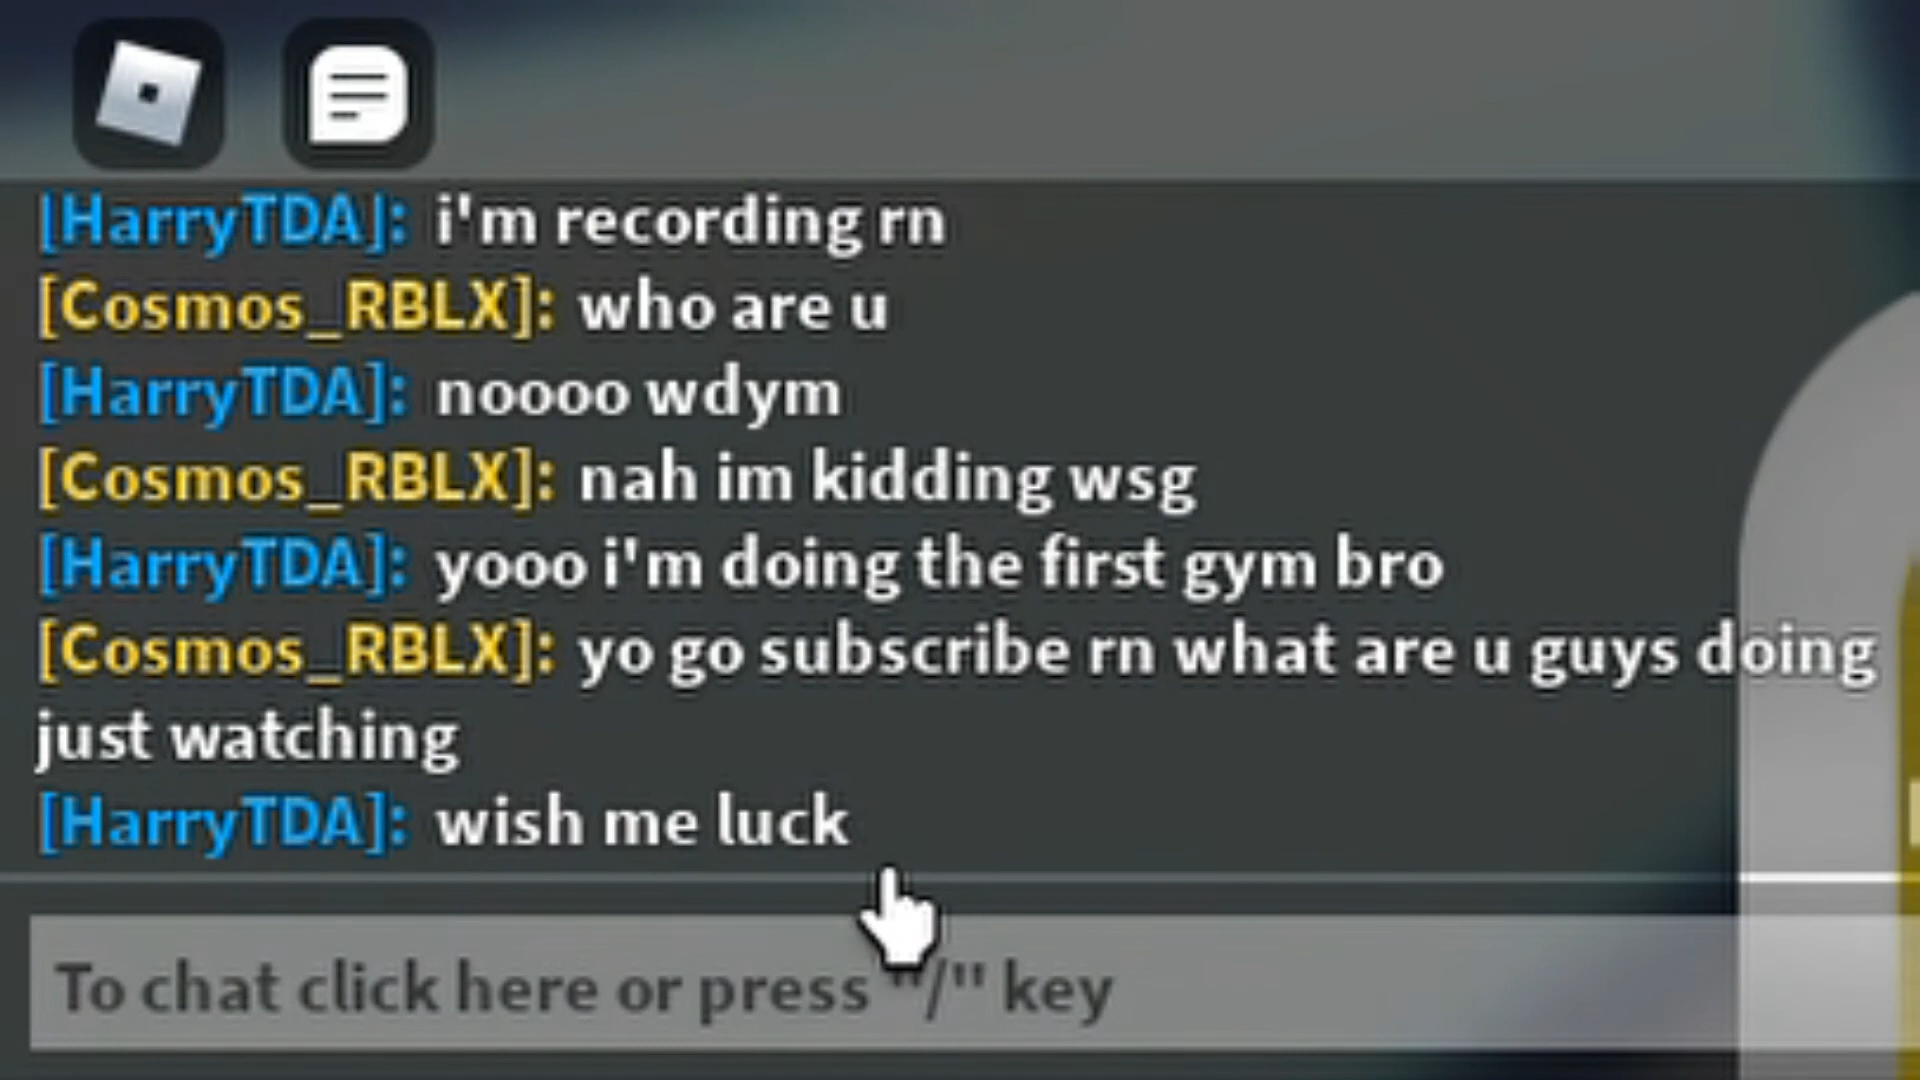 [HarryTDA]: i'm recording rn
[Cosmos_RBLX]: who are u
[HarryTDA]: noooo wdym
[Cosmos_RBLX]: nah im kidding wsg
[HarryTDA]: yooo i'm doing the first gym bro
[Cosmos_RBLX]: yo go subscribe rn what are u guys doing
just watching
[HarryTDA]: wish me luck
To chat click here or press "/" key